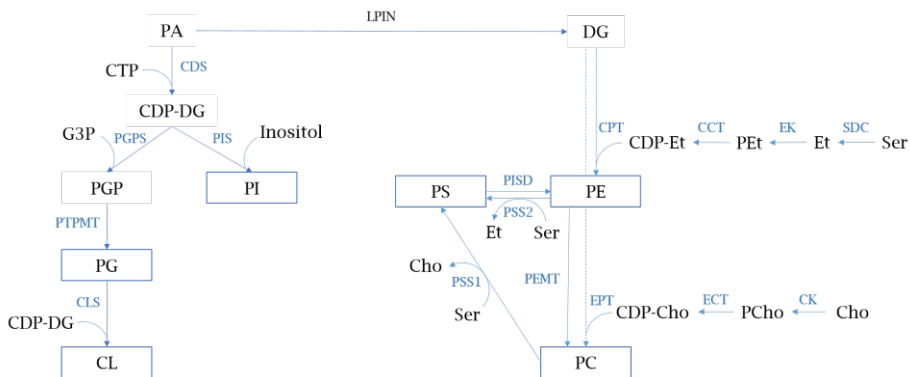 LPIN
PA
DG
CTP
CDS
CDP-DG
G3P
PGPS
PIS
Inositol
CPT
CDP-Et
CCT
PEt
EK
Et
SDC
Ser
PGP
PI
PS
PISD
PE
PSS2
Et
Ser
PTPMT
PG
Cho
PSS1
PEMT
Ser
CLS
CDP-DG
EPT
CDP-Cho
ECT
PCho
CK
Cho
CL
PC